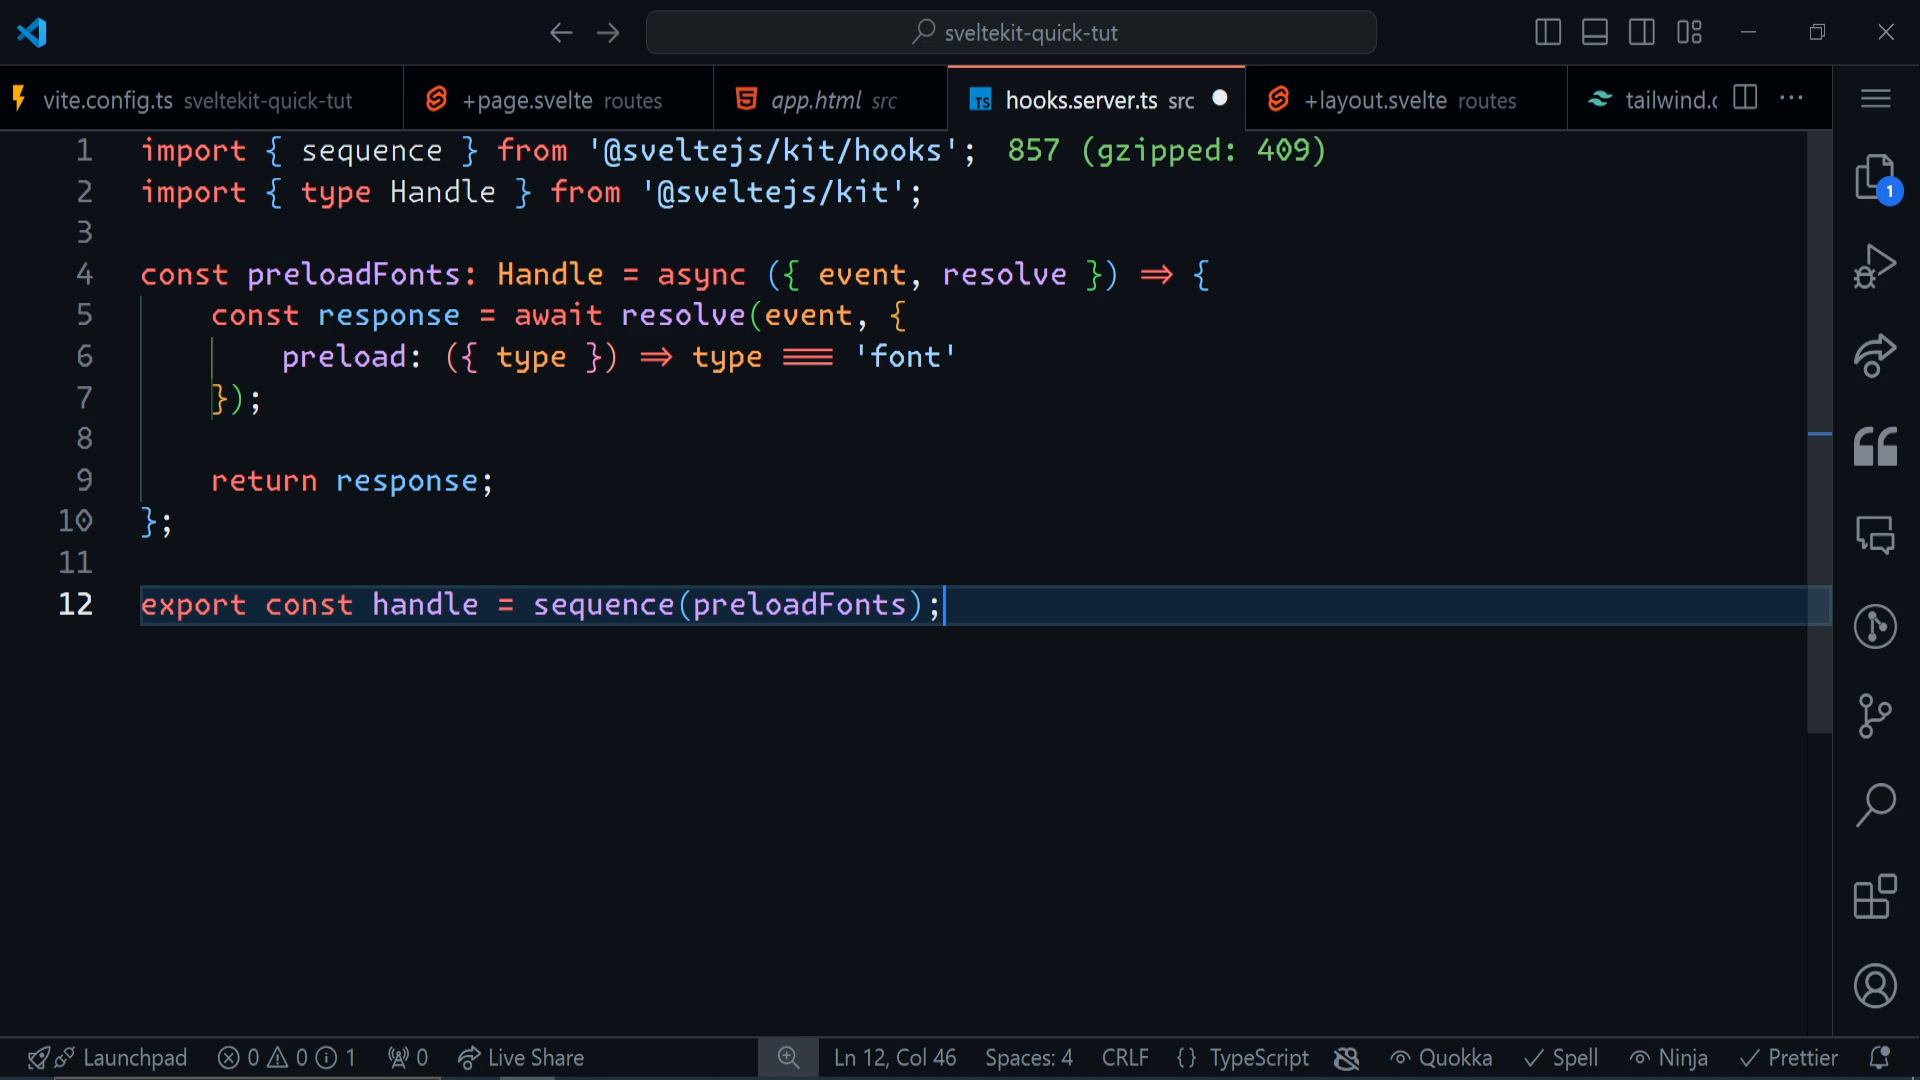 sveltekit-quick-tut
vite.config.ts sveltekit-quick-tut
+page.svelte routes
app.html src
hooks.server.ts src
+layout.svelte routes
tailwind.c
1 import { sequence } from '@sveltejs/kit/hooks'; 857 (gzipped: 409)
2 import { type Handle } from '@sveltejs/kit';
3
4 const preloadFonts: Handle = async ({ event, resolve }) => {
5 const response = await resolve(event, {
6 preload: ({ type }) => type === 'font'
7 });
8
9 return response;
10 };
11
12 export const handle = sequence(preloadFonts);
1
Launchpad 0 0 1 0 Live Share Ln 12, Col 46 Spaces: 4 CRLF {} TypeScript Quokka Spell Ninja Prettier